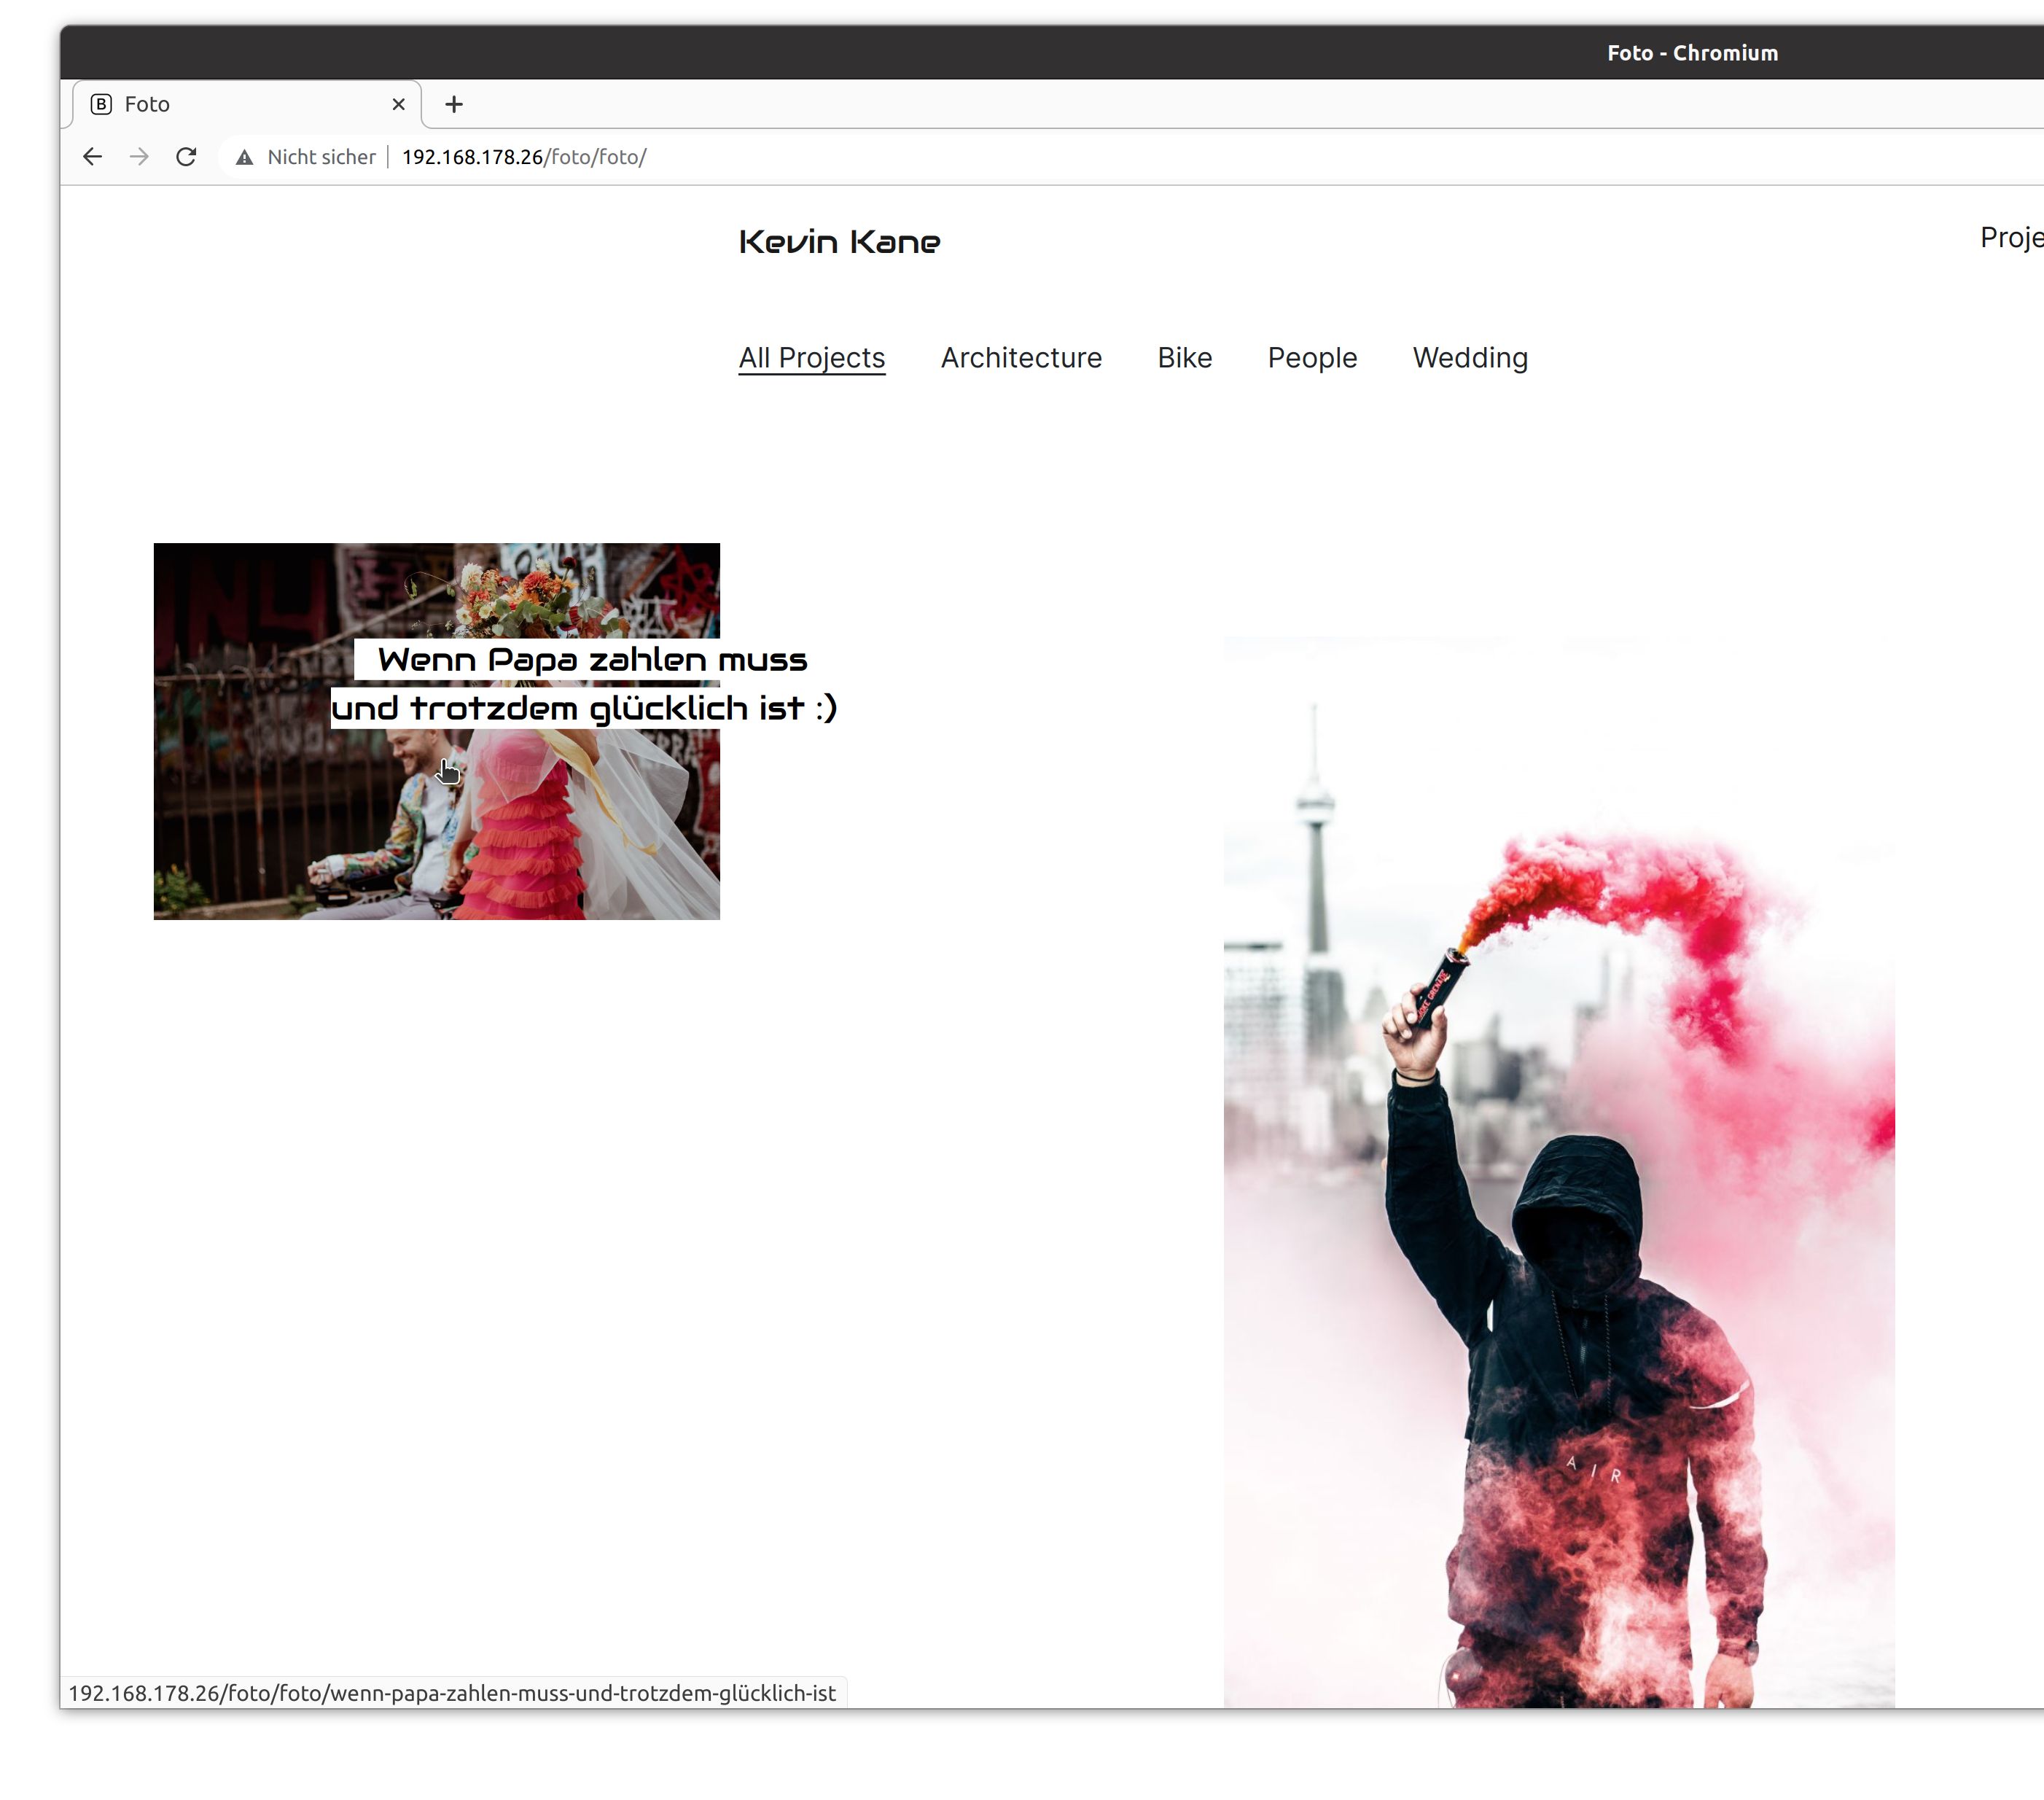 Foto - Chromium
Foto
Nicht sicher
192.168.178.26/foto/foto/
Kevin Kane
All Projects Architecture Bike People Wedding
Wenn Papa zahlen muss
und trotzdem glücklich ist :)
AIR
192.168.178.26/foto/foto/wenn-papa-zahlen-muss-und-trotzdem-glücklich-ist